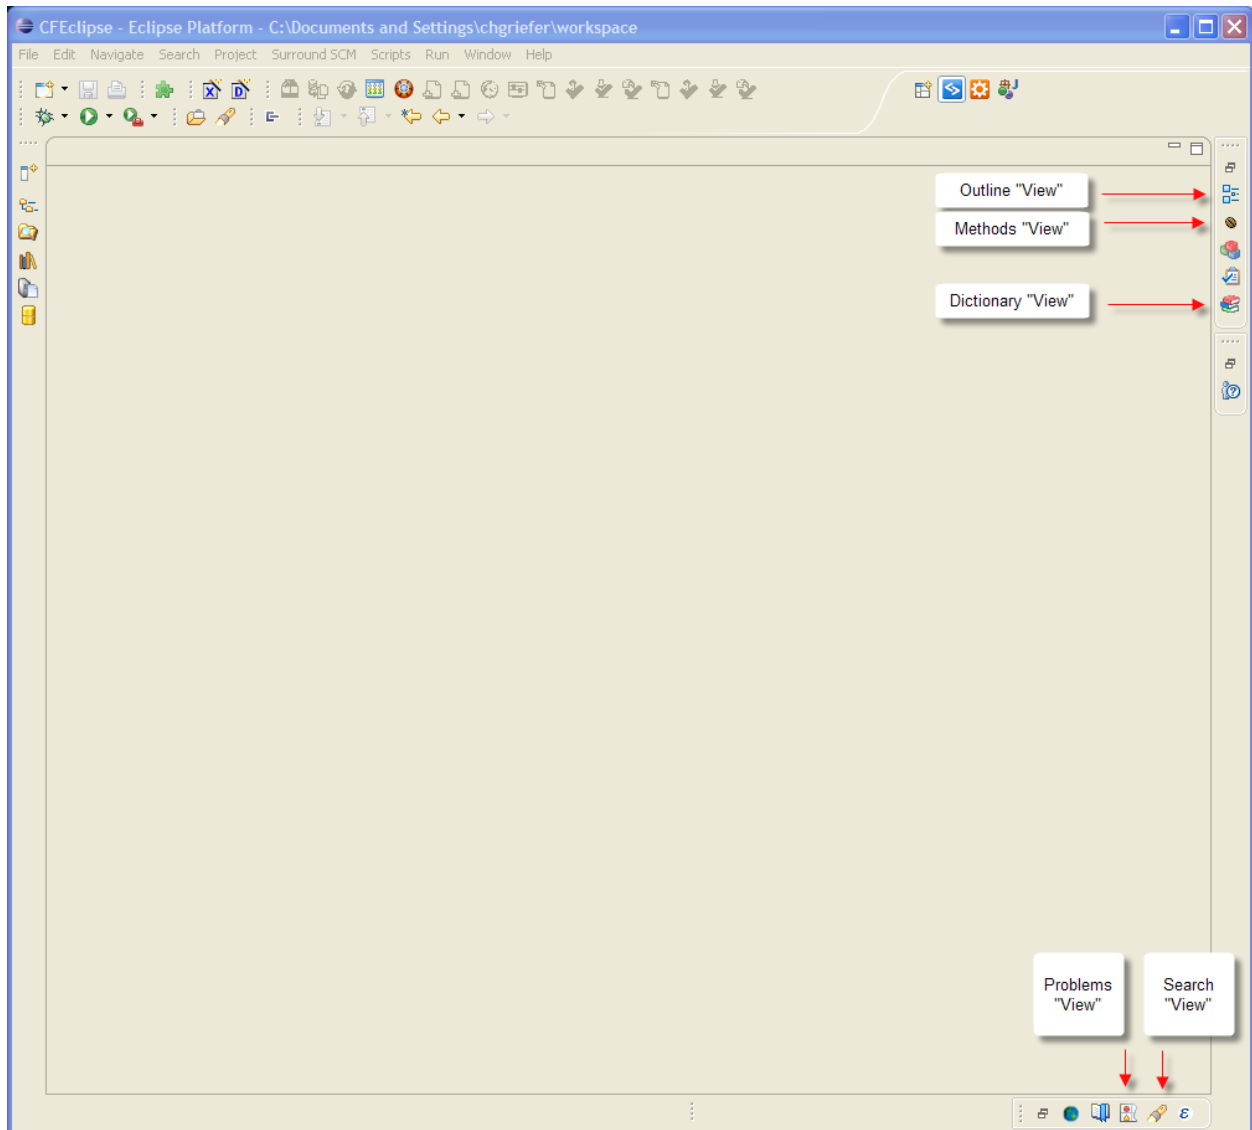 CFEclipse - Eclipse Platform - C:\Documents and Settings\chgriefer\workspace
File Edit Navigate Search Project Surround SCM Scripts Run Window Help
Outline "View"
Methods "View"
Dictionary "View"
Problems
"View"
Search
"View"